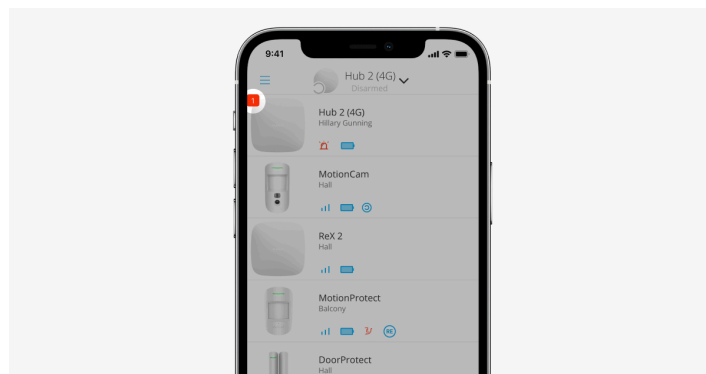 9:41
Hub 2 (4G)
Disarmed
1
Hub 2 (4G)
Hillary Gunning
MotionCam
Hall
ReX 2
Hall
MotionProtect
Balcony
RE
DoorProtect
Hall